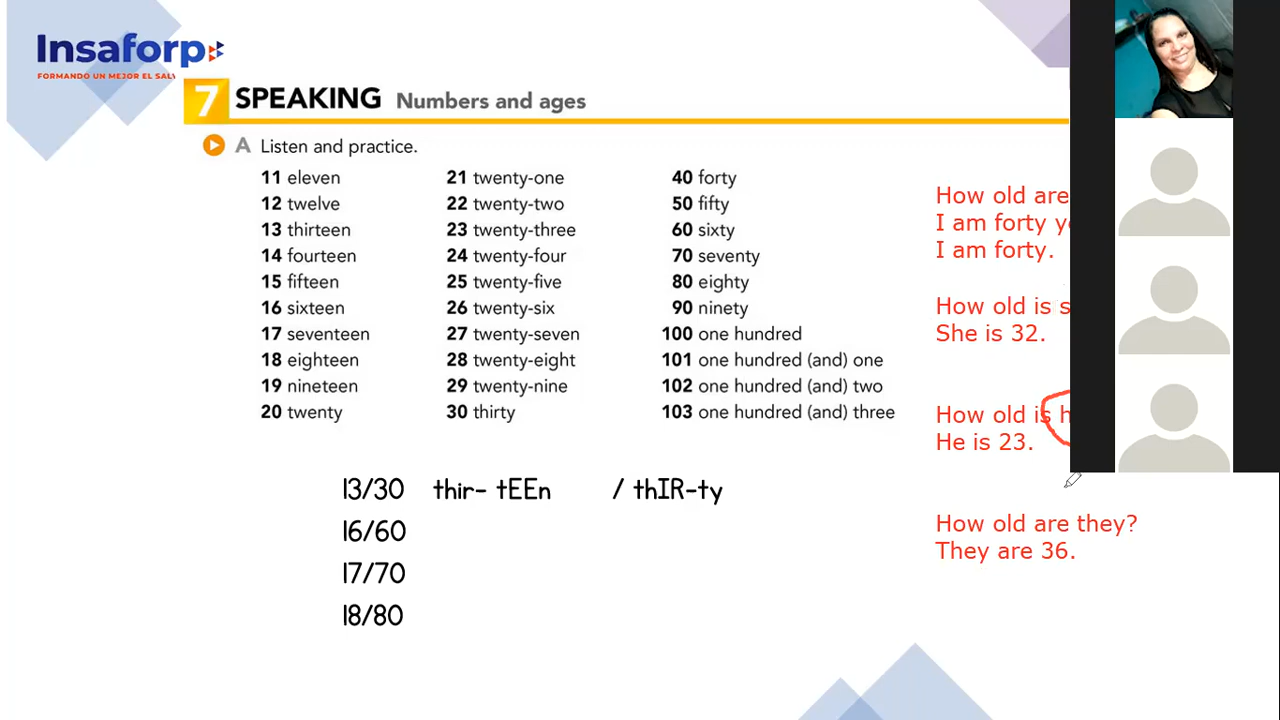 Insaforp
FORMANDO UN MEJOR EL SALV
7 SPEAKING Numbers and ages
A Listen and practice.
11 eleven 21 twenty-one 40 forty
12 twelve 22 twenty-two 50 fifty
13 thirteen 23 twenty-three 60 sixty
14 fourteen 24 twenty-four 70 seventy
15 fifteen 25 twenty-five 80 eighty
16 sixteen 26 twenty-six 90 ninety
17 seventeen 27 twenty-seven 100 one hundred
18 eighteen 28 twenty-eight 101 one hundred (and) one
19 nineteen 29 twenty-nine 102 one hundred (and) two
20 twenty 30 thirty 103 one hundred (and) three
13/30 thir- tEEn / thIR-ty
16/60
17/70
18/80
How old are
I am forty
I am forty.
How old is
She is 32.
How old is
He is 23.
How old are they?
They are 36.